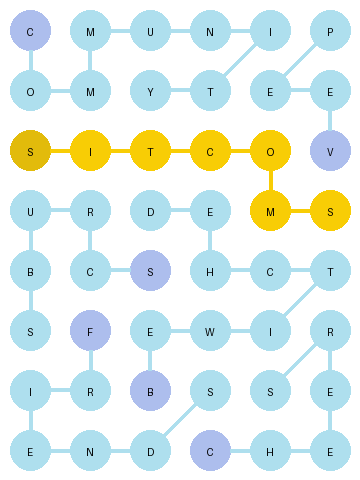 C M U N I P
O M Y T E E
S I T C O V
U R D E M S
B C S H C T
S F E W I R
I R B S S E
E N D C H E